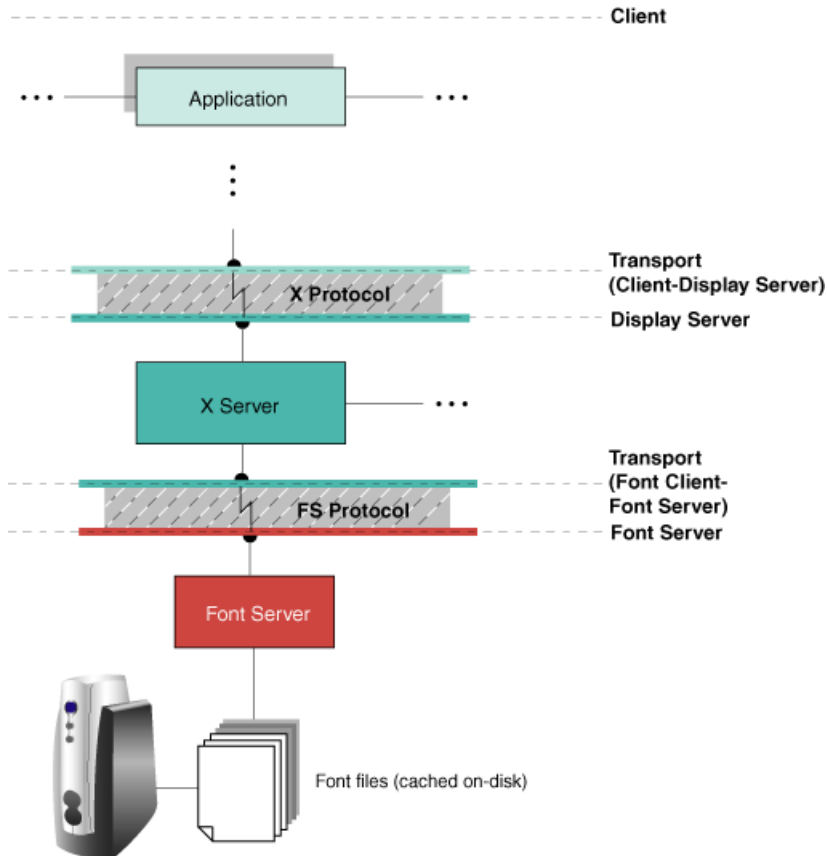 Client
Application
Transport
(Client-Display Server)
X Protocol
Display Server
X Server
Transport
(Font Client-
Font Server)
FS Protocol
Font Server
Font Server
Font files (cached on-disk)